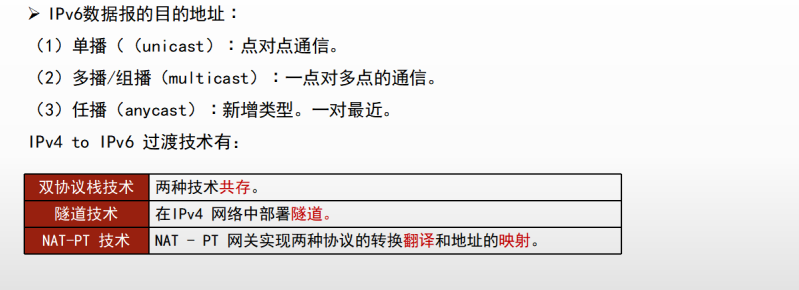 ➢ IPv6数据报的目的地址：
（1）单播（（unicast）：点对点通信。
（2）多播/组播（multicast）：一点对多点的通信。
（3）任播（anycast）：新增类型。一对最近。
IPv4 to IPv6 过渡技术有：
双协议栈技术 两种技术共存。
隧道技术 在IPv4 网络中部署隧道。
NAT-PT 技术 NAT - PT 网关实现两种协议的转换翻译和地址的映射。